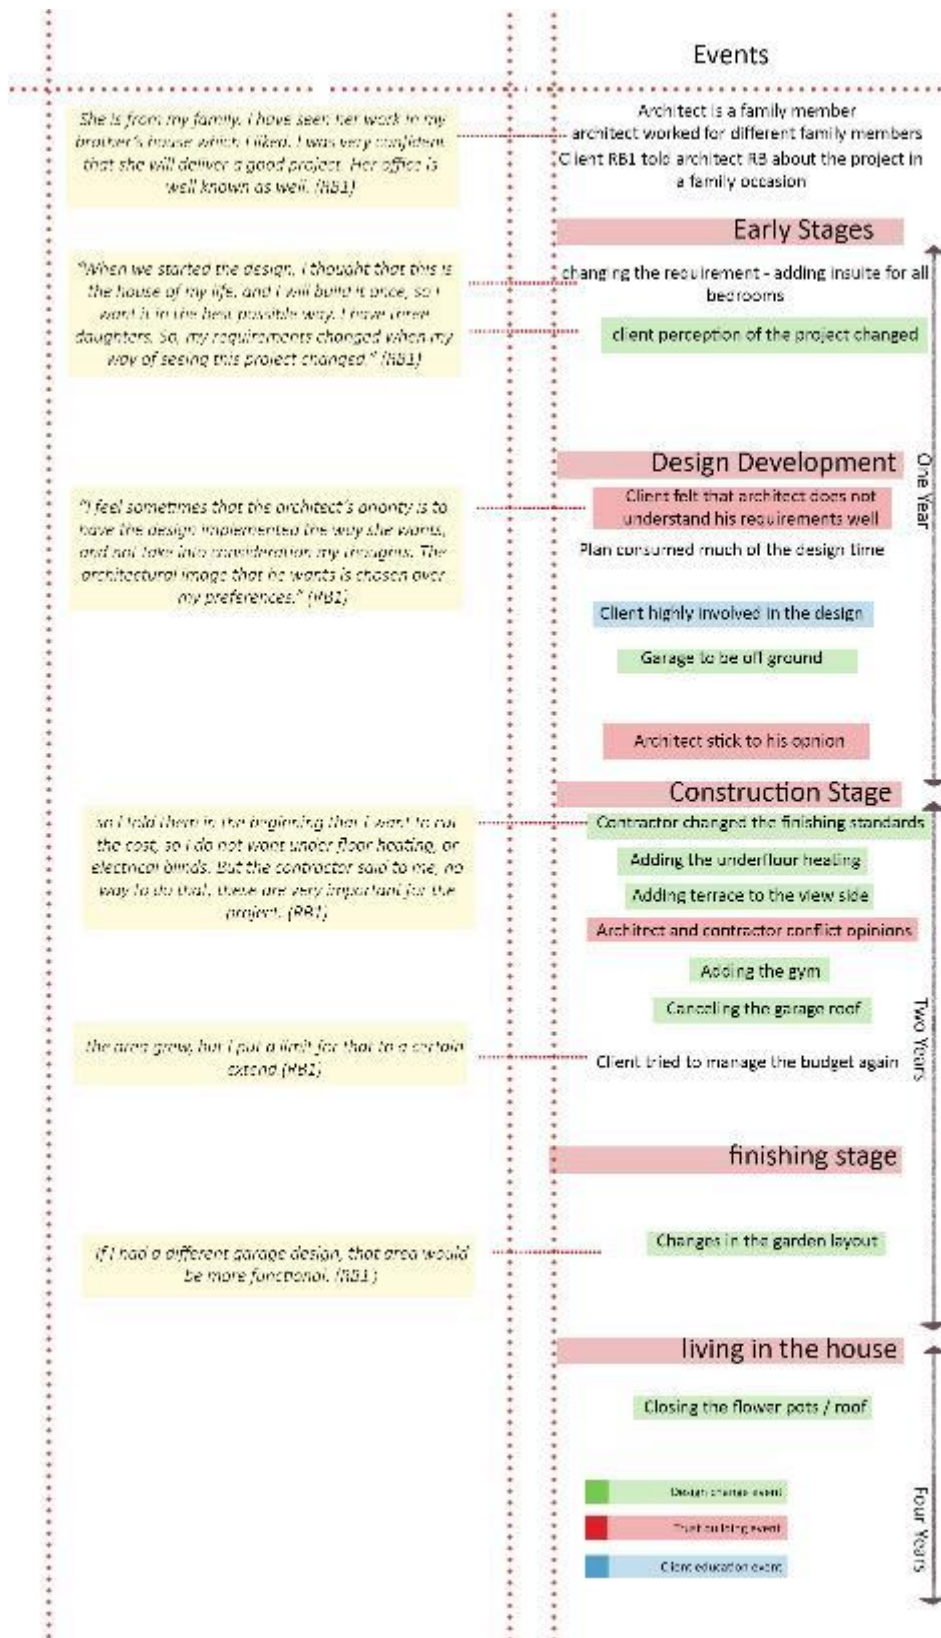 Events
She is from my family. I have seen her work in my
brother's house which I liked. I was very confident
that she will deliver a good project. Her office is
well known as well. (RB1)
Architect is a family member
architect worked for different family members
Client RB1 told architect RB about the project in
a family occasion
Early Stages
"When we started the design, I thought that this is
the house of my life, and I will build it once, so I
want it in the best possible way. I have three
daughters. So, my requirements changed when my
way of seeing this project changed." (RB1)
changing the requirement - adding insuite for all
bedrooms
client perception of the project changed
One Year
Design Development
"I feel sometimes that the architect's priority is to
have the design implemented the way she wants,
and not take into consideration my thoughts. The
architectural image that he wants is chosen over
my preferences." (RB1)
Client felt that architect does not
understand his requirements well
Plan consumed much of the design time
Client highly involved in the design
Garage to be off ground
Architect stick to his opnion
Construction Stage
so I told them in the beginning that I want to cut
the cost, so I do not want under floor heating, or
electrical blinds. But the contractor said to me, no
way to do that, these are very important for the
project. (RB1)
Contractor changed the finishing standards
Adding the underfloor heating
Adding terrace to the view side
Architect and contractor conflict opinions
Adding the gym
Canceling the garage roof
Two Years
the area grew, but I put a limit for that to a certain
extend (RB1)
Client tried to manage the budget again
finishing stage
If I had a different garage design, that area would
be more functional. (RB1 )
Changes in the garden layout
living in the house
Closing the flower pots / roof
Four Years
Design change event
Trust building event
Client education event